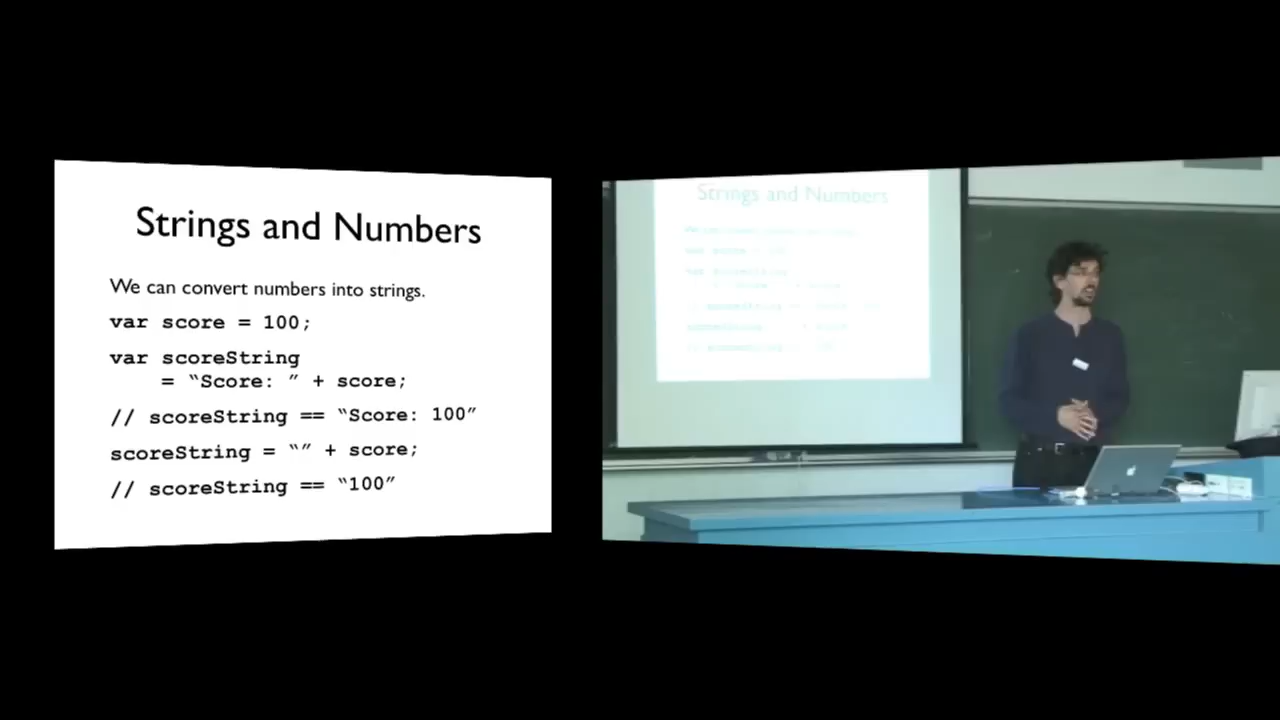 Strings and Numbers
We can convert numbers into strings.
var score = 100;
var scoreString
= “Score: ” + score;
// scoreString == “Score: 100”
scoreString = “” + score;
// scoreString == “100”
Strings and Numbers